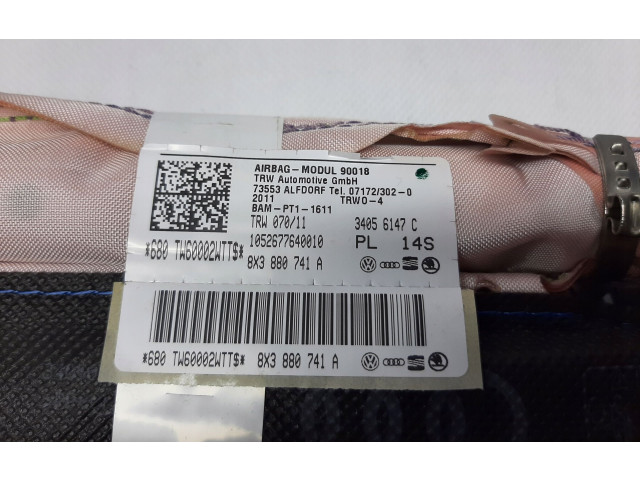 AIRBAG-MODUL 90018
TRW Automotive GmbH
73553 ALFDORF Tel. 07172/302-0
2011 TRWO-4
BAM-PT1-1611
TRW 070/11 3405 6147 C
1052677640010 PL 14S
*680 TW60002WTT$* 8X3 880 741 A
*680 TW60002WTT$* 8X3 880 741 A